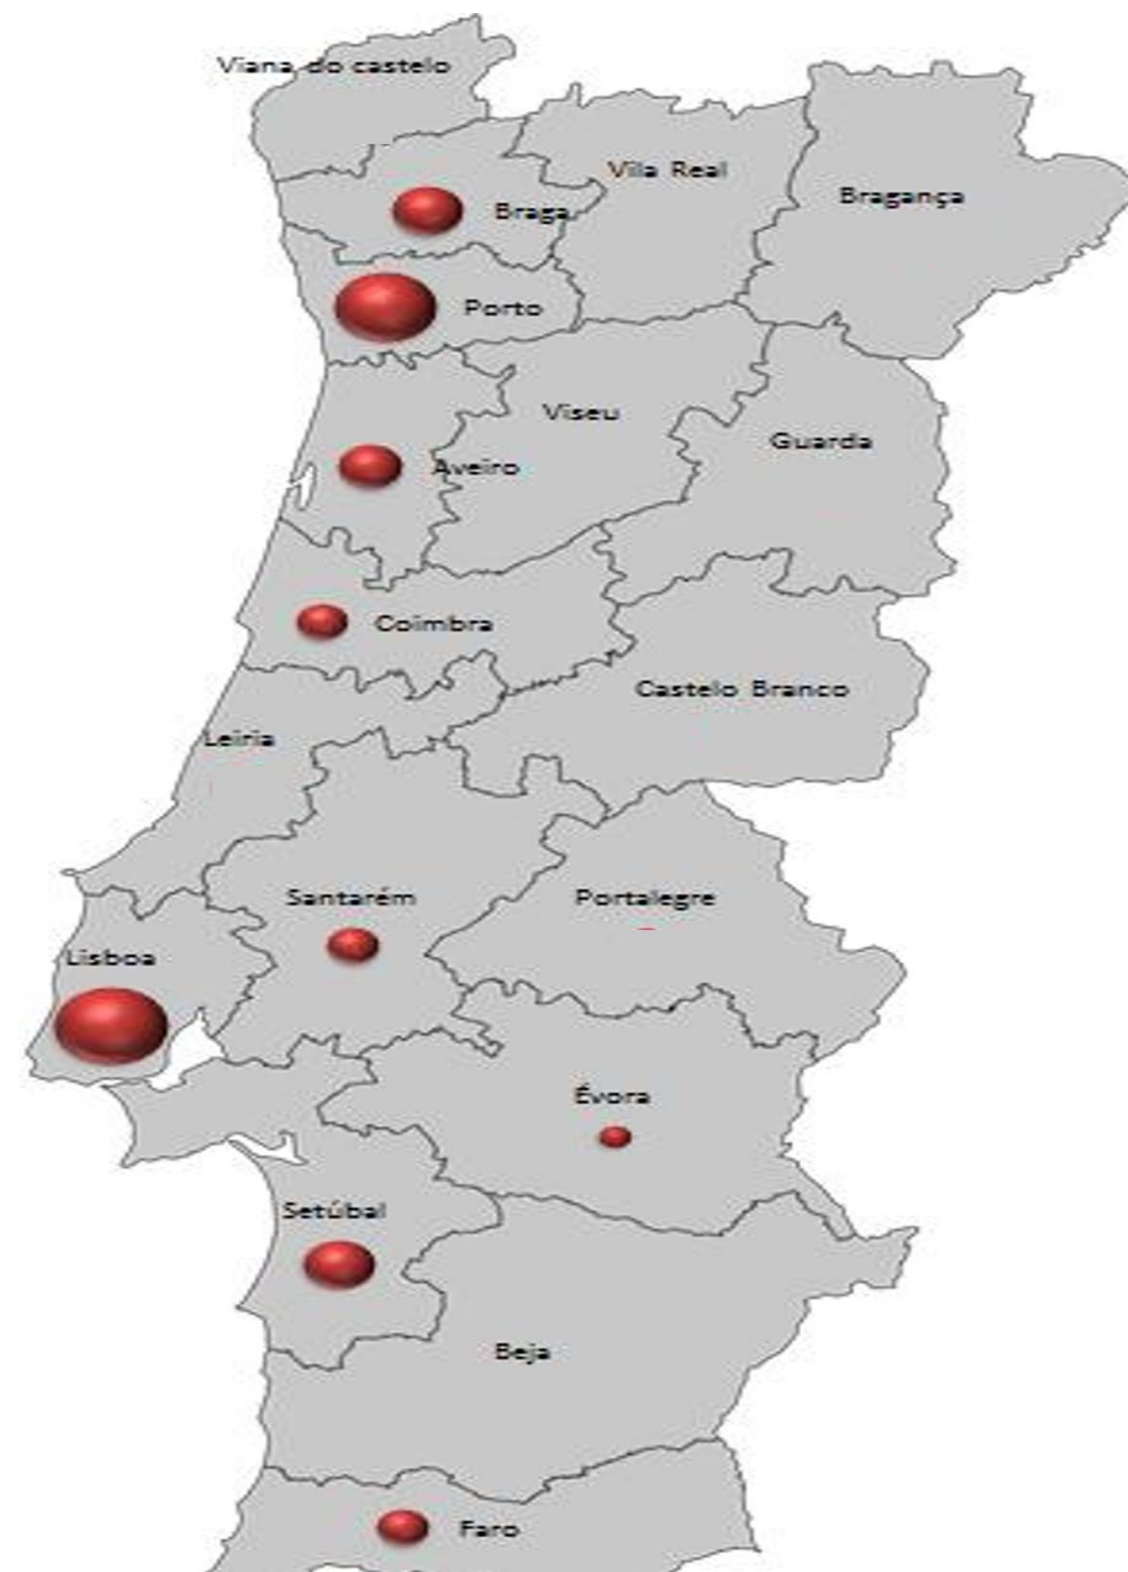 Viana do castelo
Vila Real
Bragança
Braga
Porto
Viseu
Guarda
Aveiro
Coimbra
Castelo Branco
Leiria
Santarém
Portalegre
Lisboa
Évora
Setúbal
Beja
Faro